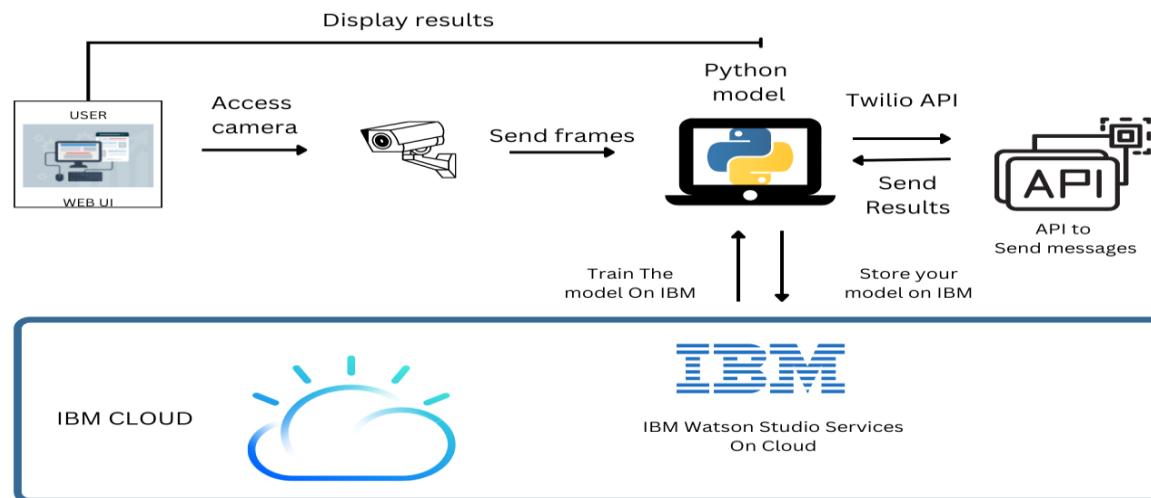 Display results
USER
WEB UI
Access
camera
Send frames
Python
model
Twilio API
Send
Results
API
API to
Send messages
Train The
model On IBM
Store your
model on IBM
IBM CLOUD
IBM
IBM Watson Studio Services
On Cloud